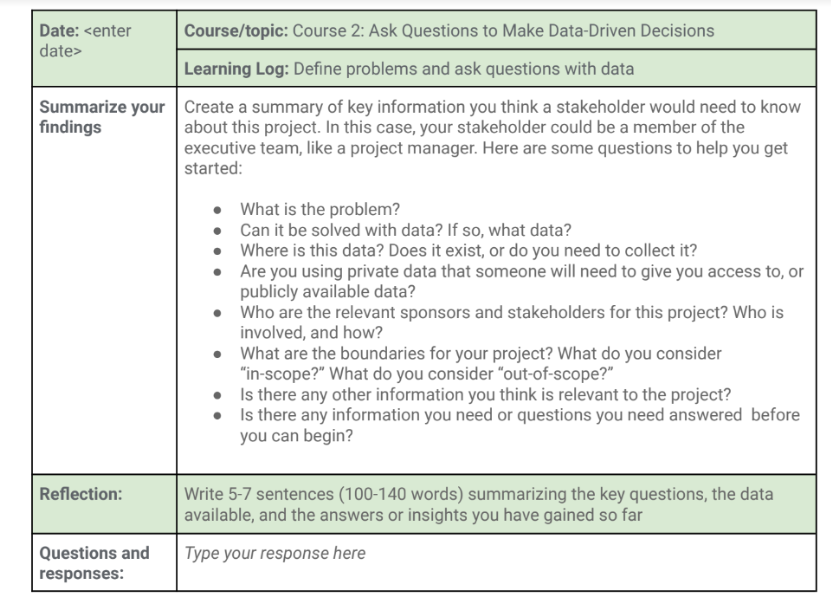 Date: <enter
date>
Course/topic: Course 2: Ask Questions to Make Data-Driven Decisions
Learning Log: Define problems and ask questions with data
Summarize your
findings
Create a summary of key information you think a stakeholder would need to know
about this project. In this case, your stakeholder could be a member of the
executive team, like a project manager. Here are some questions to help you get
started:
● What is the problem?
● Can it be solved with data? If so, what data?
● Where is this data? Does it exist, or do you need to collect it?
● Are you using private data that someone will need to give you access to, or
publicly available data?
● Who are the relevant sponsors and stakeholders for this project? Who is
involved, and how?
● What are the boundaries for your project? What do you consider
“in-scope?” What do you consider “out-of-scope?”
● Is there any other information you think is relevant to the project?
● Is there any information you need or questions you need answered  before
you can begin?
Reflection:
Write 5-7 sentences (100-140 words) summarizing the key questions, the data
available, and the answers or insights you have gained so far
Questions and
responses:
Type your response here